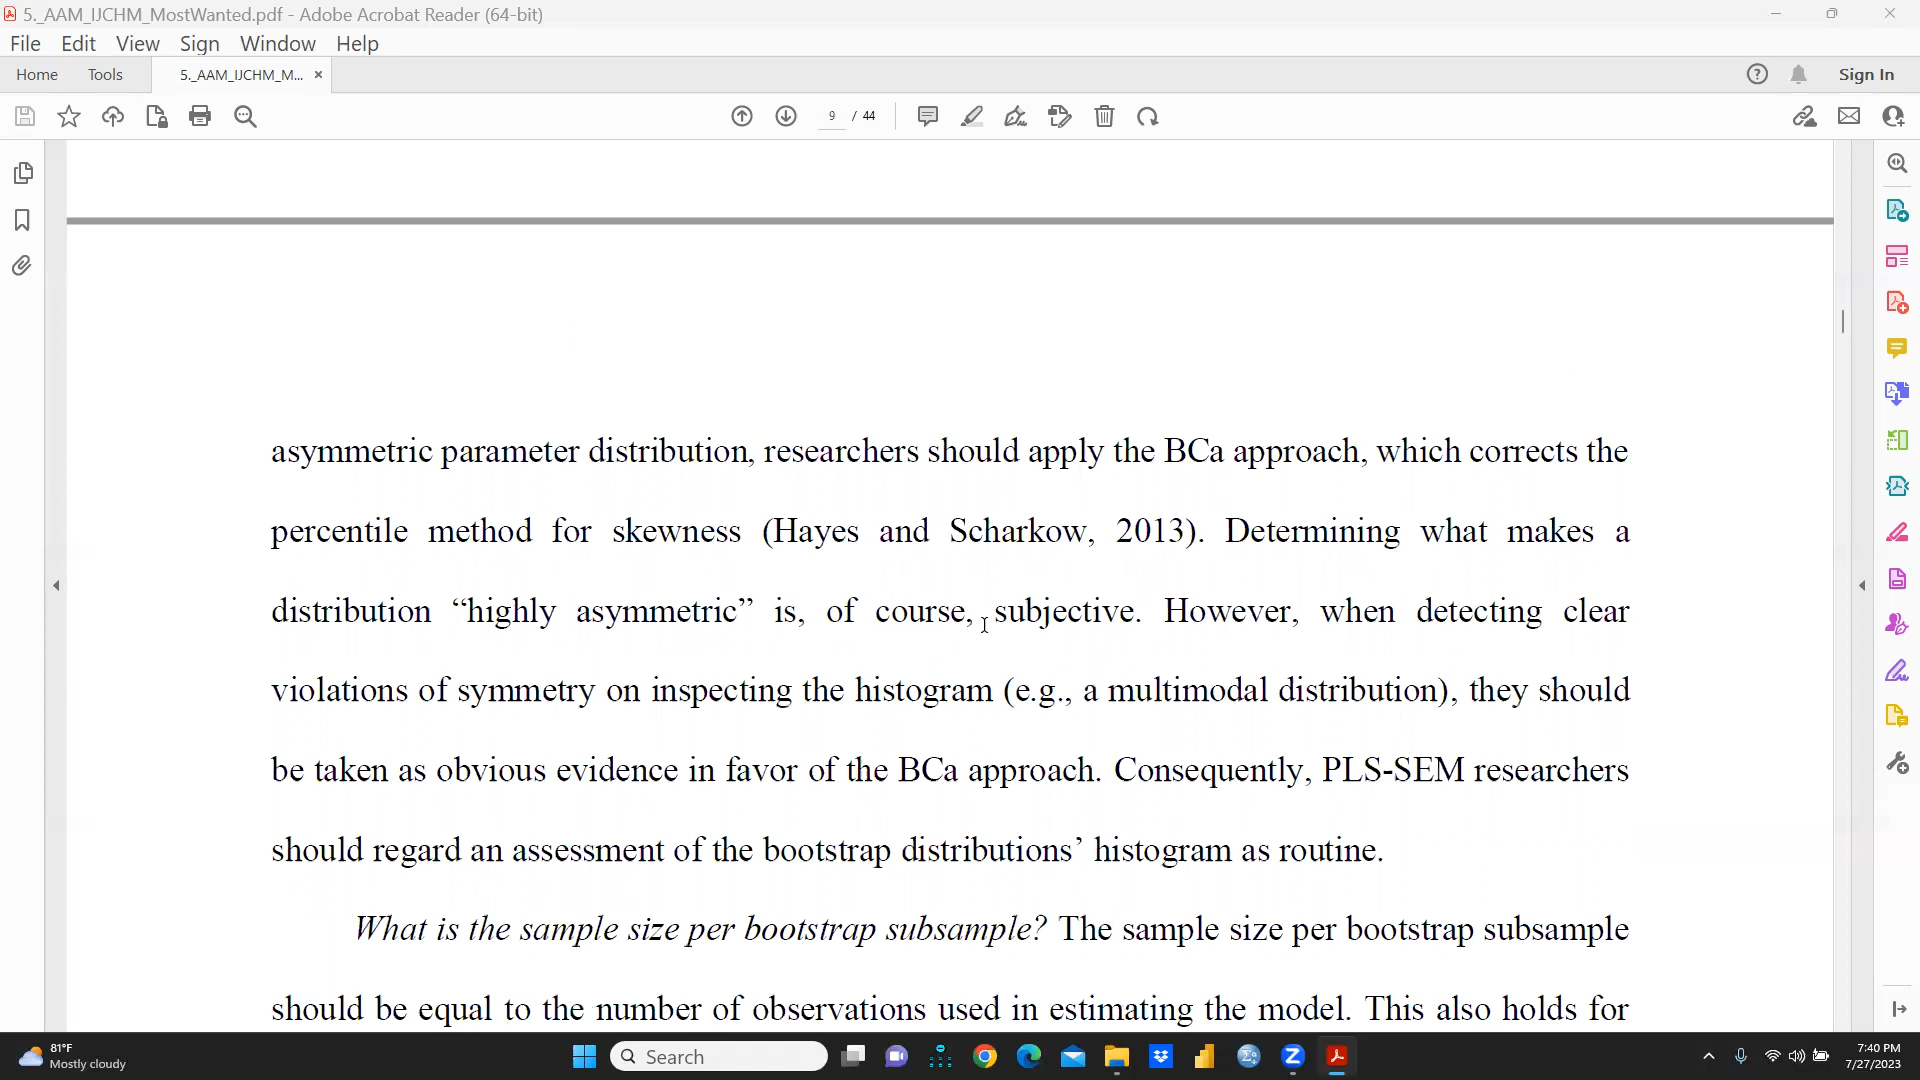 5._AAM_IJCHM_MostWanted.pdf - Adobe Acrobat Reader (64-bit)
File Edit View Sign Window Help
Home Tools 5._AAM_IJCHM_M... × Sign In
9 / 44
asymmetric parameter distribution, researchers should apply the BCa approach, which corrects the
percentile method for skewness (Hayes and Scharkow, 2013). Determining what makes a
distribution “highly asymmetric” is, of course, subjective. However, when detecting clear
violations of symmetry on inspecting the histogram (e.g., a multimodal distribution), they should
be taken as obvious evidence in favor of the BCa approach. Consequently, PLS-SEM researchers
should regard an assessment of the bootstrap distributions’ histogram as routine.
What is the sample size per bootstrap subsample? The sample size per bootstrap subsample
should be equal to the number of observations used in estimating the model. This also holds for
81°F
Mostly cloudy
Search
7:40 PM
7/27/2023